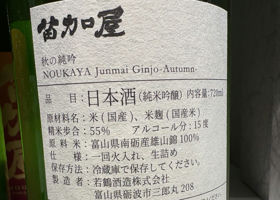 苗加屋
秋の純吟
NOUKAYA Junmai Ginjo-Autumn-
品目：日本酒（純米吟醸）内容量：720ml
原材料名：米（国産）、米麹（国産米）
精米歩合：55％ アルコール分：15度
原料米：富山県南砺産雄山錦100％
仕様：一回火入れ、生詰め
保存方法：冷蔵庫で保存してください。
製造者：若鶴酒造株式会社
富山県砺波市三郎丸208
加屋